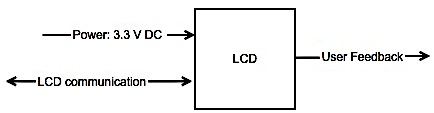 Power: 3.3 V DC
LCD
User Feedback
LCD communication